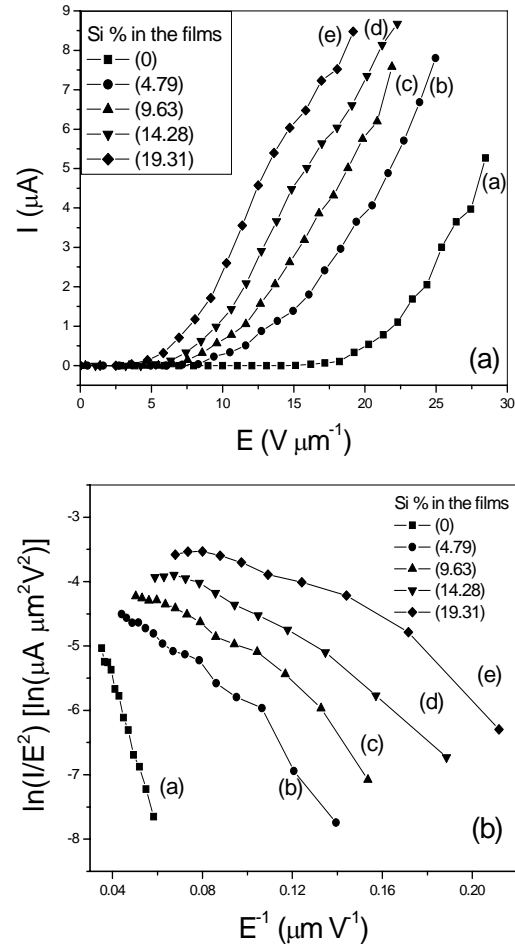 9
8
7
6
5
4
3
2
1
0
I (μA)
Si % in the films
(0)
(4.79)
(9.63)
(14.28)
(19.31)
(e)
(d)
(c)
(b)
(a)
(a)
0 5 10 15 20 25 30
E (V μm⁻¹)
-3
-4
-5
-6
-7
-8
ln(I/E²) [ln(μA μm²V²)]
Si % in the films
(0)
(4.79)
(9.63)
(14.28)
(19.31)
(e)
(d)
(c)
(a)
(b)
(b)
0.04 0.08 0.12 0.16 0.20
E⁻¹ (μm V⁻¹)